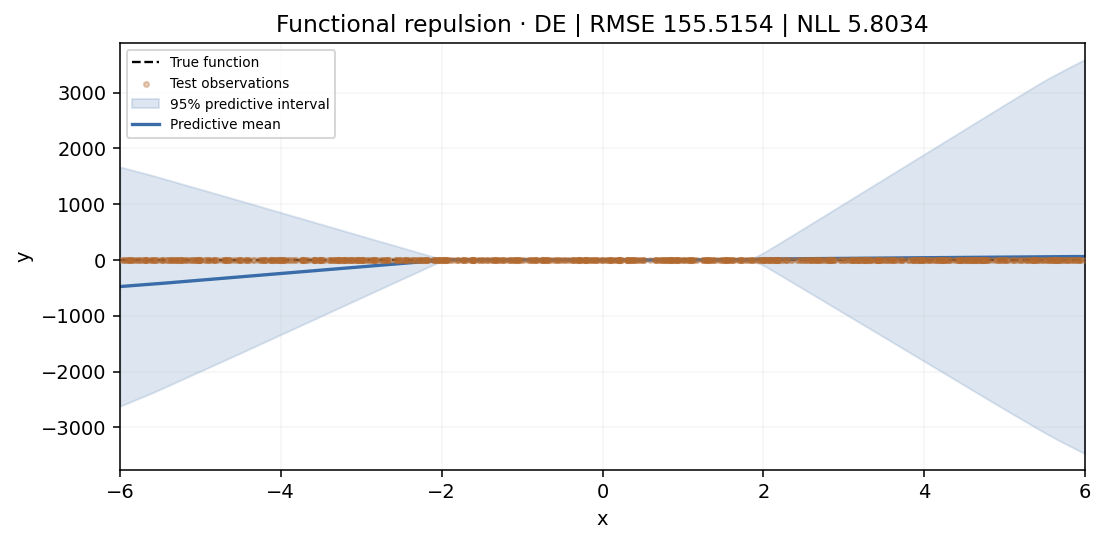 Functional repulsion · DE | RMSE 155.5154 | NLL 5.8034
True function
Test observations
95% predictive interval
Predictive mean
3000
2000
1000
0
−1000
−2000
−3000
y
−6
−4
−2
0
2
4
6
x